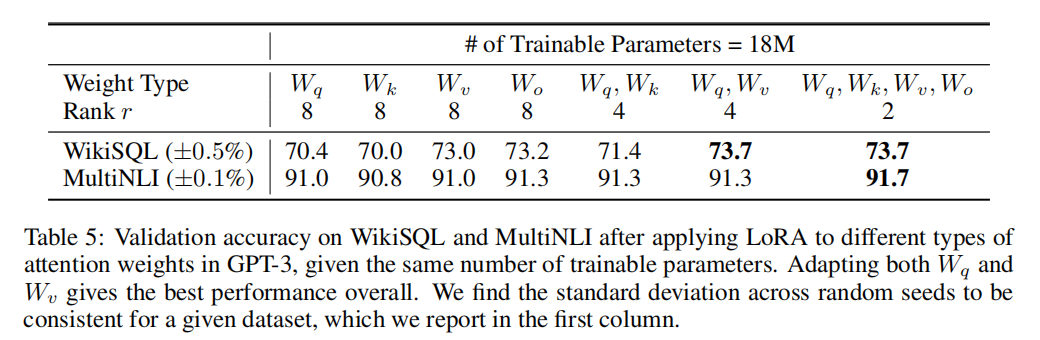 # of Trainable Parameters = 18M
Weight Type W_q W_k W_v W_o W_q, W_k W_q, W_v W_q, W_k, W_v, W_o
Rank r 8 8 8 8 4 4 2
WikiSQL (±0.5%) 70.4 70.0 73.0 73.2 71.4 73.7 73.7
MultiNLI (±0.1%) 91.0 90.8 91.0 91.3 91.3 91.3 91.7
Table 5: Validation accuracy on WikiSQL and MultiNLI after applying LoRA to different types of
attention weights in GPT-3, given the same number of trainable parameters. Adapting both W_q and
W_v gives the best performance overall. We find the standard deviation across random seeds to be
consistent for a given dataset, which we report in the first column.